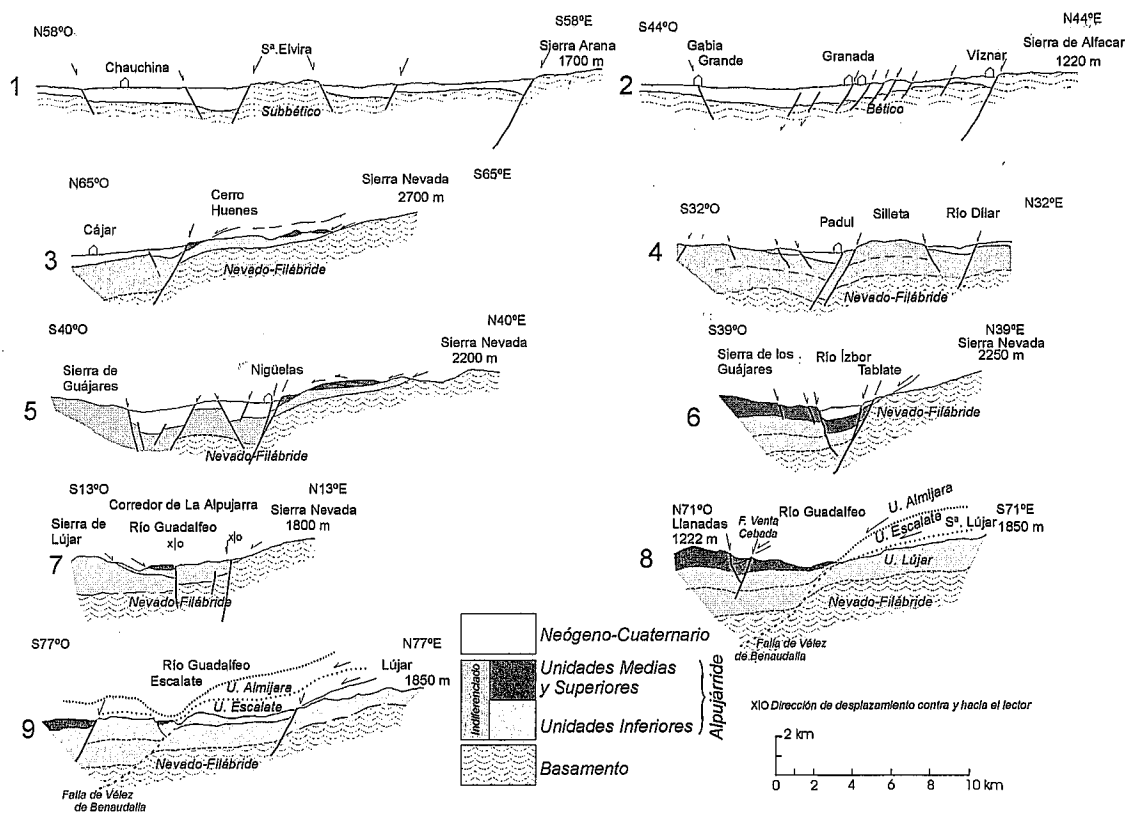 1
N58ºO
S58ºE
Chauchina
Sª.Elvira
Sierra Arana
1700 m
Subbético
2
S44ºO
N44ºE
Gabia
Grande
Granada
Víznar
Sierra de Alfacar
1220 m
Bético
3
N65ºO
S65ºE
Cájar
Cerro
Huenes
Sierra Nevada
2700 m
Nevado-Filábride
4
S32ºO
N32ºE
Padul
Silleta
Río Dílar
Nevado-Filábride
5
S40ºO
N40ºE
Sierra de
Guájares
Nigüelas
Sierra Nevada
2200 m
Nevado-Filábride
6
S39ºO
N39ºE
Sierra de los
Guájares
Río Ízbor
Tablate
Sierra Nevada
2250 m
Nevado-Filábride
7
S13ºO
N13ºE
Corredor de La Alpujarra
Sierra de
Lújar
Río Guadalfeo
x|o
x|o
Sierra Nevada
1800 m
Nevado-Filábride
8
N71ºO
S71ºE
Llanadas
1222 m
F. Venta
Cebada
Río Guadalfeo
U. Almijara
U. Escalate
Sª. Lújar
1850 m
U. Lújar
Nevado-Filábride
Falla de Vélez
de Benaudalla
9
S77ºO
N77ºE
Río Guadalfeo
Escalate
U. Almijara
U. Escalate
Lújar
1850 m
Nevado-Filábride
Falla de Vélez
de Benaudalla
Neógeno-Cuaternario
Indiferenciado
Unidades Medias
y Superiores
Unidades Inferiores
Alpujárride
Basamento
XIO Dirección de desplazamiento contra y hacia el lector
2 km
0 2 4 6 8 10 km